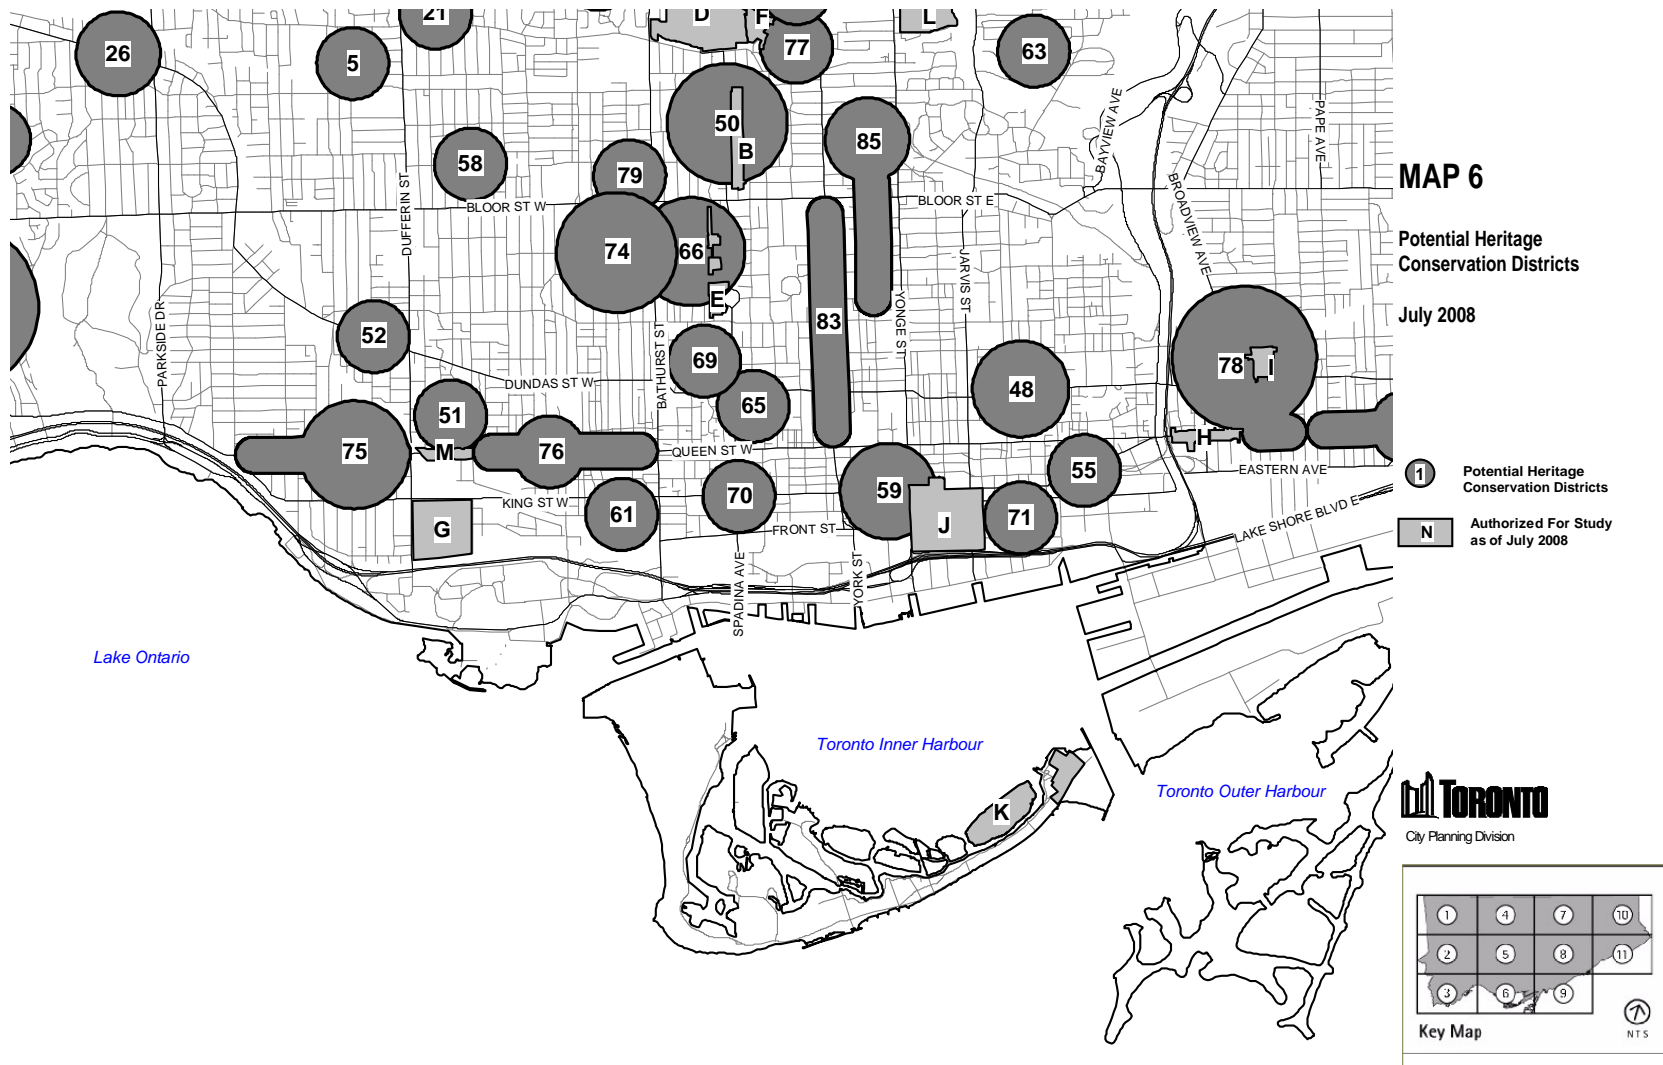 21
D
F
L
26
5
77
63
50
B
85
58
79
BAYVIEW AVE
PAPE AVE
MAP 6
DUFFERIN ST
BLOOR ST W
BLOOR ST E
BROADVIEW AVE
Potential Heritage
Conservation Districts
July 2008
74
66
E
JARVIS ST
PARKSIDE DR
52
BATHURST ST
83
YONGE ST
69
DUNDAS ST W
48
78
I
51
65
75
M
76
QUEEN ST W
H
55
EASTERN AVE
1
Potential Heritage
Conservation Districts
KING ST W
61
70
59
FRONT ST
J
71
G
LAKE SHORE BLVD E
N
Authorized For Study
as of July 2008
SPADINA AVE
YORK ST
Lake Ontario
Toronto Inner Harbour
Toronto Outer Harbour
K
TORONTO
City Planning Division
1
4
7
10
2
5
8
11
3
6
9
Key Map
NTS